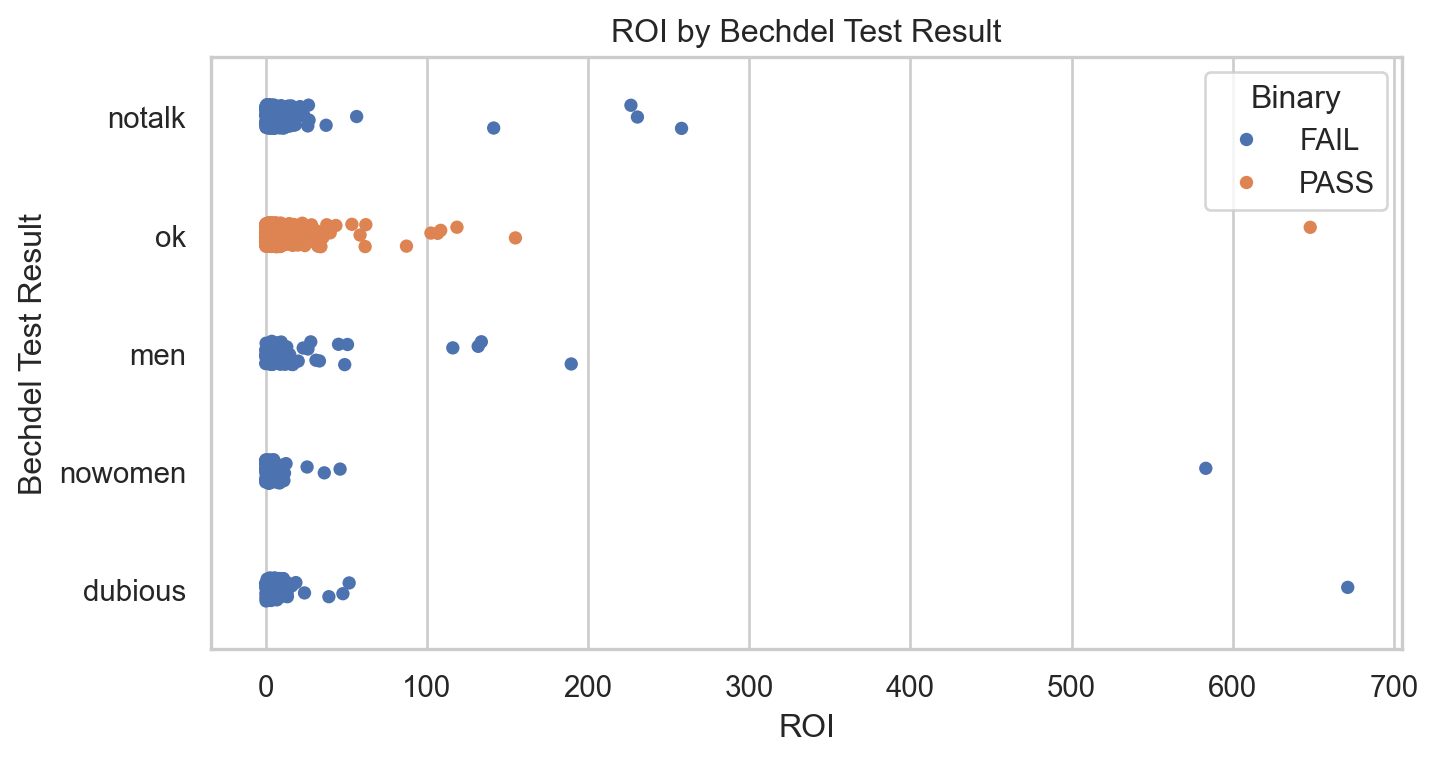 ROI by Bechdel Test Result
Binary
FAIL
PASS
Bechdel Test Result
notalk
ok
men
nowomen
dubious
0 100 200 300 400 500 600 700
ROI